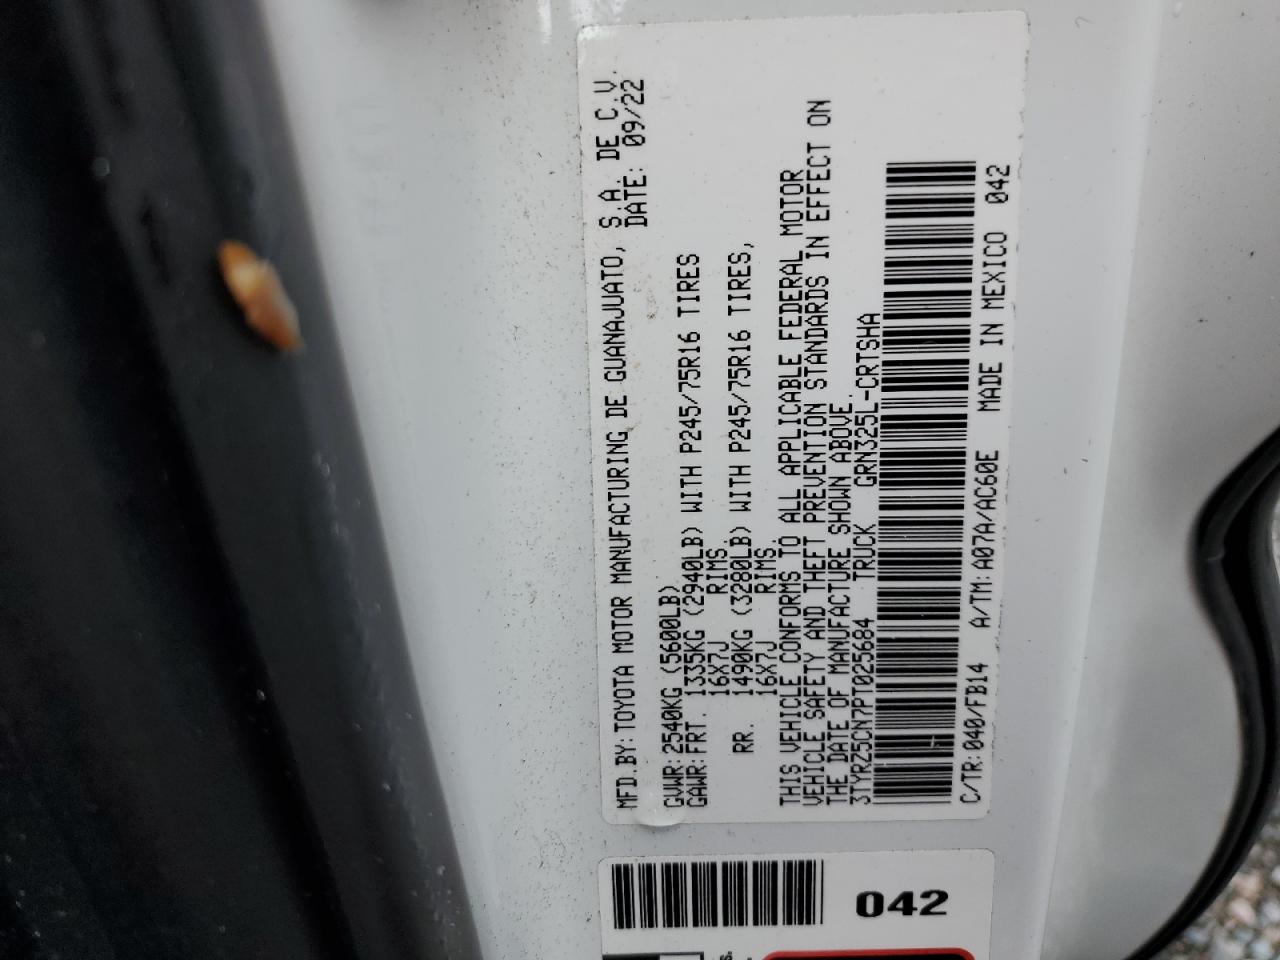 MFD.BY:TOYOTA MOTOR MANUFACTURING DE GUANAJUATO, S.A. DE C.V.
DATE: 09/22
GVWR:2540KG (5600LB)
GAWR:FRT. 1335KG (2940LB) WITH P245/75R16 TIRES
16X7J RIMS,
RR. 1490KG (3280LB) WITH P245/75R16 TIRES,
16X7J RIMS.
THIS VEHICLE CONFORMS TO ALL APPLICABLE FEDERAL MOTOR
VEHICLE SAFETY AND THEFT PREVENTION STANDARDS IN EFFECT ON
THE DATE OF MANUFACTURE SHOWN ABOVE.
3TYRZ5CN7PT025684 TRUCK GRN325L-CRTSHA
C/TR:040/FB14 A/TM:A07A/AC60E MADE IN MEXICO 042
042